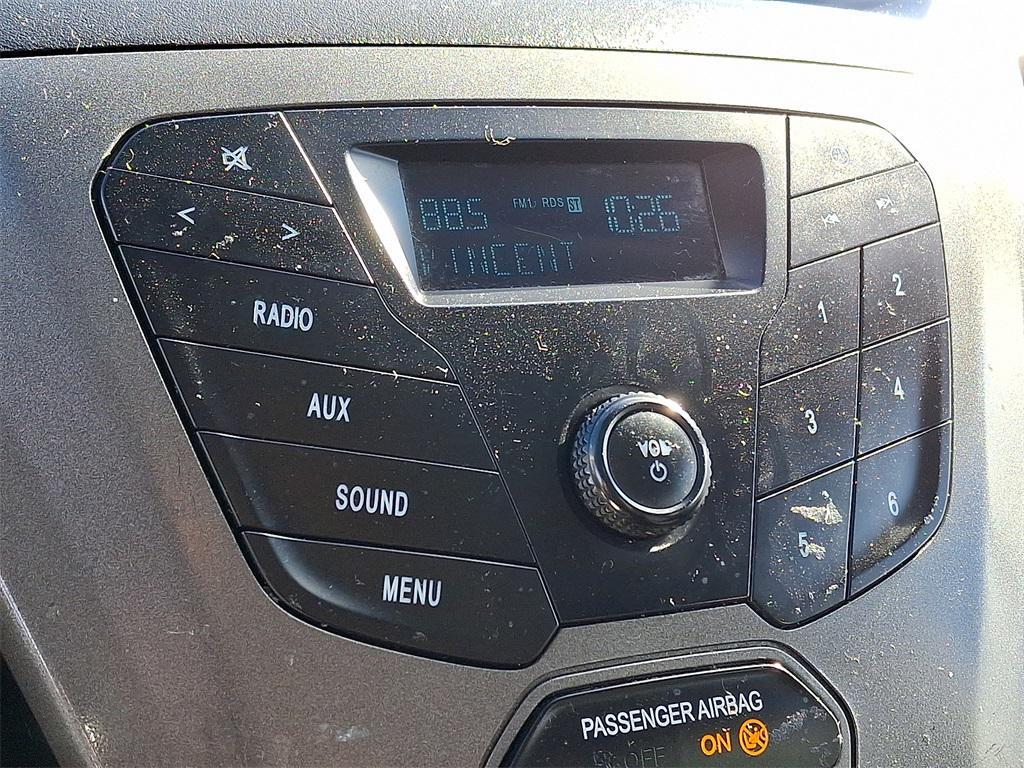 88.5 FM1 RDS ST 10:26
VINCENT
RADIO
AUX
SOUND
MENU
VOL
1
2
3
4
5
6
PASSENGER AIRBAG
OFF ON